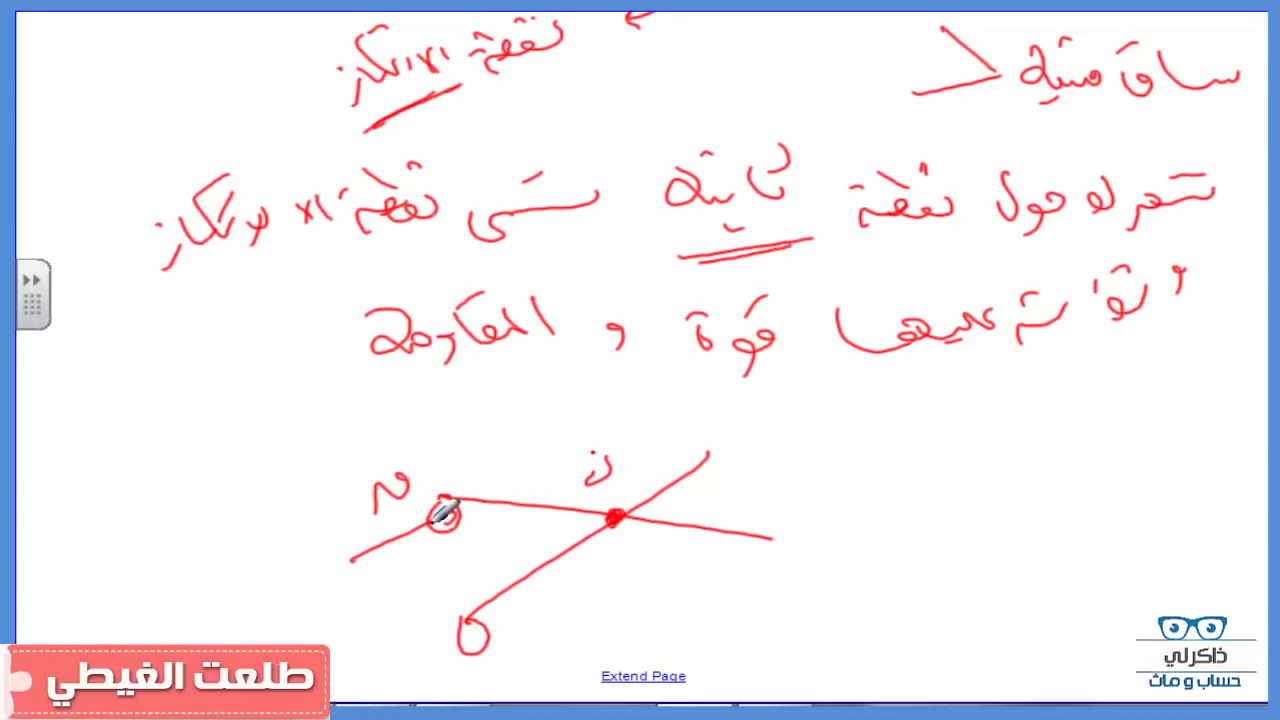 نقطة الارتكاز
ساق متينة
تتحرك حول نقطة ثابتة تسمى نقطة الارتكاز
و تؤثر عليها قوة و المقاومة
ن
م
Extend Page
طلعت الغيطي
ذاكرلي
حساب و ماث